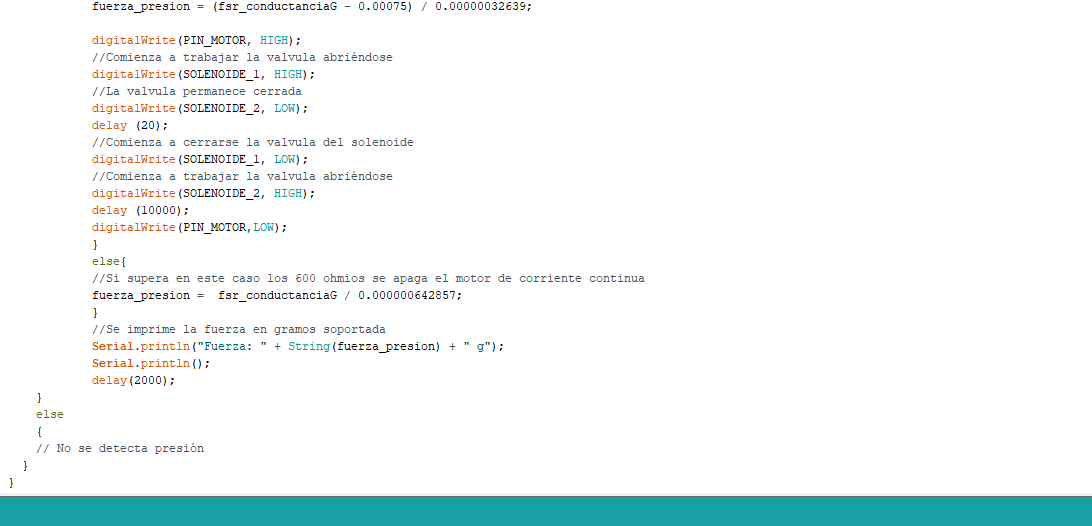 fuerza_presion = (fsr_conductanciaG - 0.00075) / 0.00000032639;
digitalWrite(PIN_MOTOR, HIGH);
//Comienza a trabajar la valvula abriéndose
digitalWrite(SOLENOIDE_1, HIGH);
//La valvula permanece cerrada
digitalWrite(SOLENOIDE_2, LOW);
delay (20);
//Comienza a cerrarse la valvula del solenoide
digitalWrite(SOLENOIDE_1, LOW);
//Comienza a trabajar la valvula abriéndose
digitalWrite(SOLENOIDE_2, HIGH);
delay (10000);
digitalWrite(PIN_MOTOR,LOW);
}
else{
//Si supera en este caso los 600 ohmios se apaga el motor de corriente continua
fuerza_presion =  fsr_conductanciaG / 0.000000642857;
}
//Se imprime la fuerza en gramos soportada
Serial.println("Fuerza: " + String(fuerza_presion) + " g");
Serial.println();
delay(2000);
}
else
{
// No se detecta presión
}
}